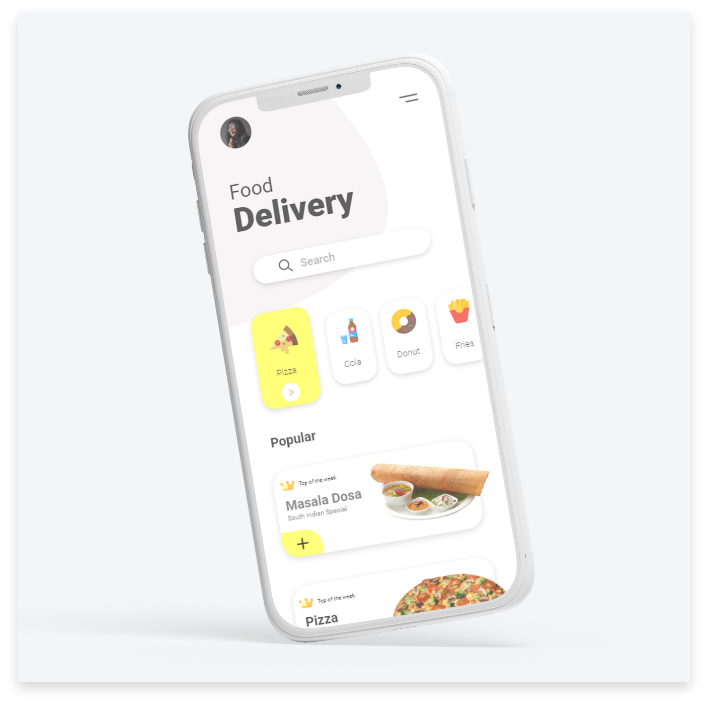 Food
Delivery
Search
Pizza
Cola
Donut
Fries
Popular
Top of the week
Masala Dosa
South Indian Special
Top of the week
Pizza